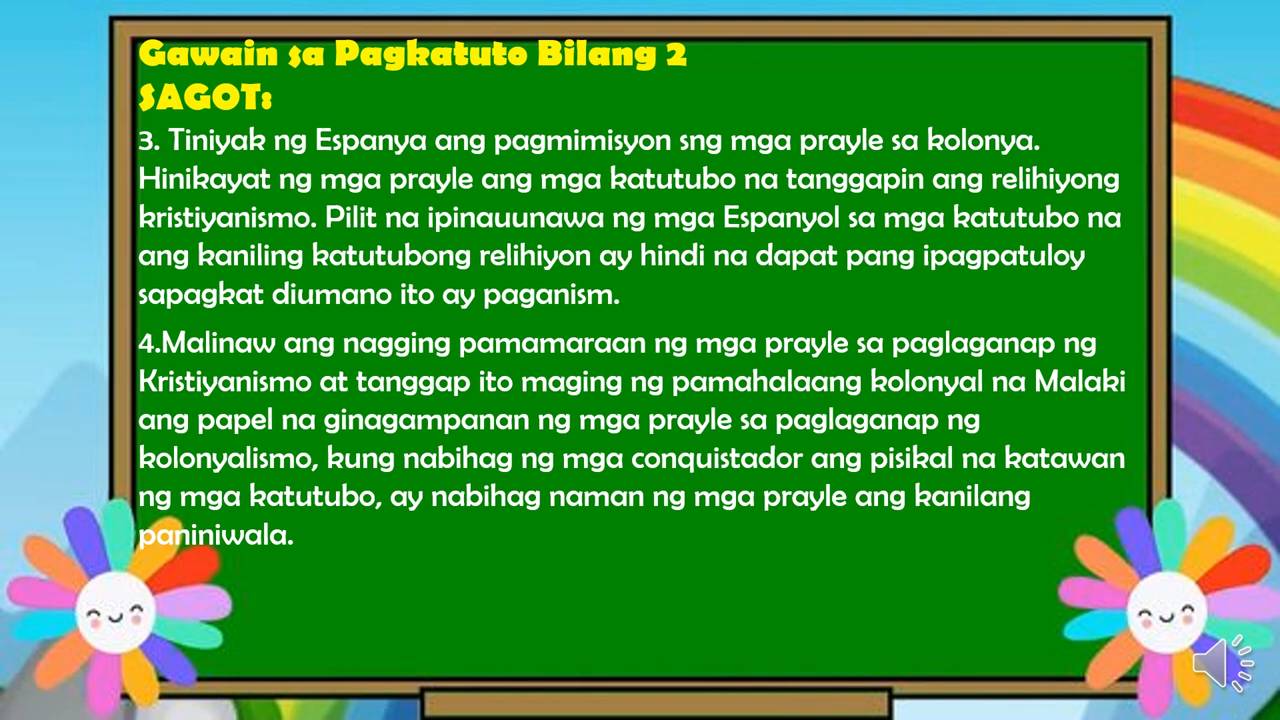 Gawain sa Pagkatuto Bilang 2
SAGOT:
3. Tiniyak ng Espanya ang pagmimisyon sng mga prayle sa kolonya.
Hinikayat ng mga prayle ang mga katutubo na tanggapin ang relihiyong
kristiyanismo. Pilit na ipinauunawa ng mga Espanyol sa mga katutubo na
ang kaniling katutubong relihiyon ay hindi na dapat pang ipagpatuloy
sapagkat diumano ito ay paganism.
4.Malinaw ang nagging pamamaraan ng mga prayle sa paglaganap ng
Kristiyanismo at tanggap ito maging ng pamahalaang kolonyal na Malaki
ang papel na ginagampanan ng mga prayle sa paglaganap ng
kolonyalismo, kung nabihag ng mga conquistador ang pisikal na katawan
ng mga katutubo, ay nabihag naman ng mga prayle ang kanilang
paniniwala.